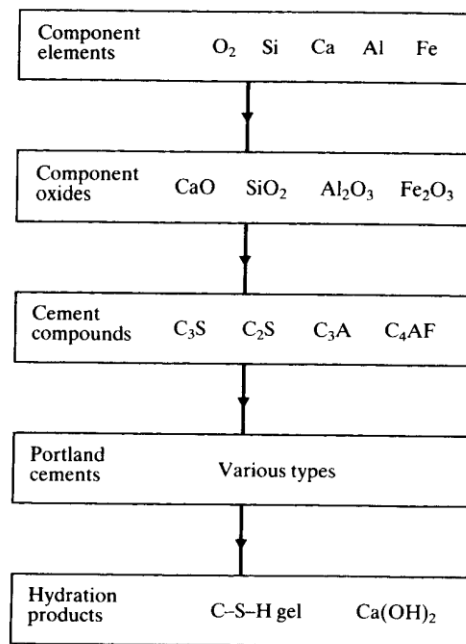 Component
elements O₂ Si Ca Al Fe
Component
oxides CaO SiO₂ Al₂O₃ Fe₂O₃
Cement
compounds C₃S C₂S C₃A C₄AF
Portland
cements Various types
Hydration
products C–S–H gel Ca(OH)₂